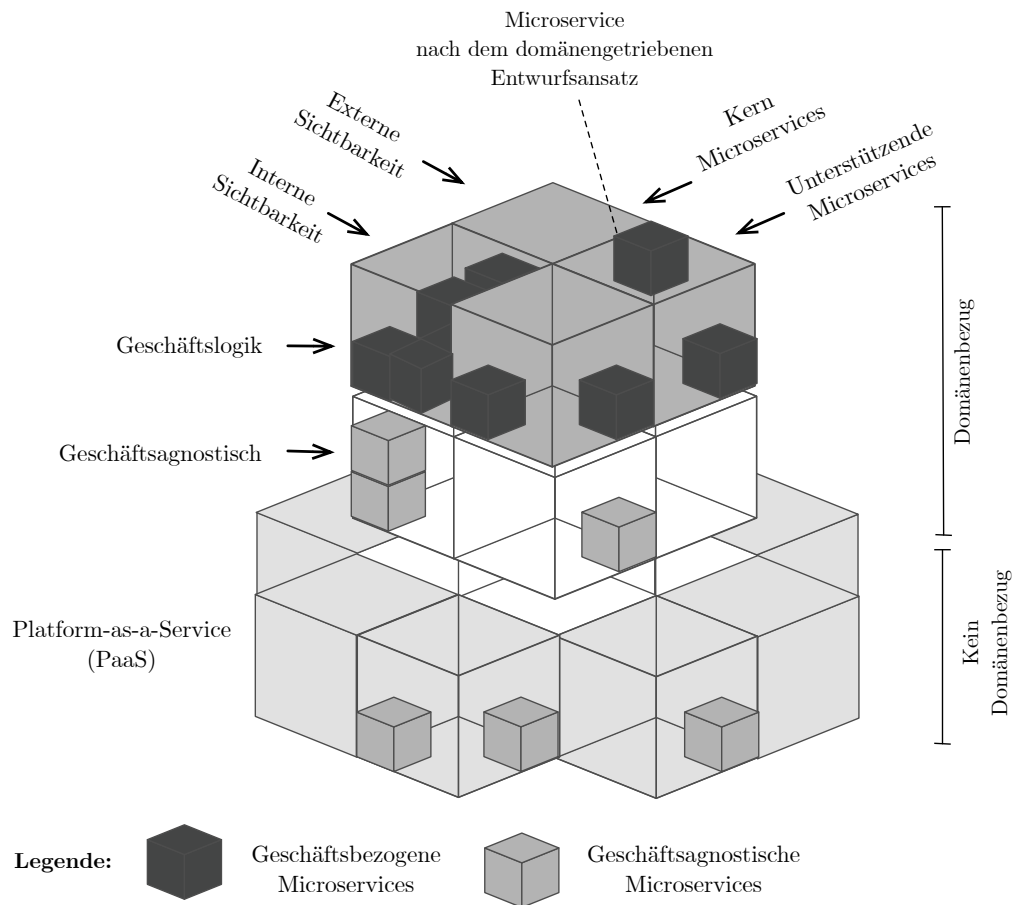 Microservice
nach dem domänengetriebenen
Entwurfsansatz
Externe
Sichtbarkeit
Interne
Sichtbarkeit
Kern
Microservices
Unterstützende
Microservices
Geschäftslogik
Geschäftsagnostisch
Domänenbezug
Platform-as-a-Service
(PaaS)
Kein
Domänenbezug
Legende:
Geschäftsbezogene
Microservices
Geschäftsagnostische
Microservices